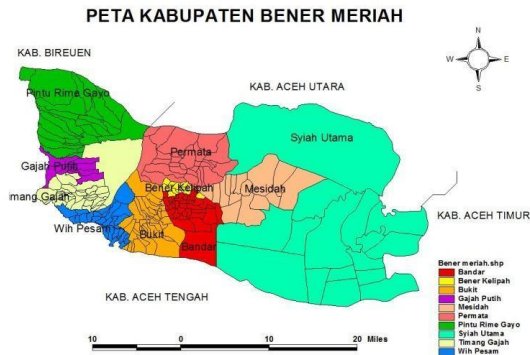 PETA KABUPATEN BENER MERIAH
N
W
E
S
KAB. BIREUEN
KAB. ACEH UTARA
Pintu Rime Gayo
Syiah Utama
Permata
Gajah Putih
Bener Kelipah
Mesidah
mang Gajah
Wih Pesam
Bukit
Bandar
KAB. ACEH TIMUR
KAB. ACEH TENGAH
Bener meriah.shp
Bandar
Bener Kelipah
Bukit
Gajah Putih
Mesidah
Permata
Pintu Rime Gayo
Syiah Utama
Timang Gajah
Wih Pesam
10 0 10 20 Miles